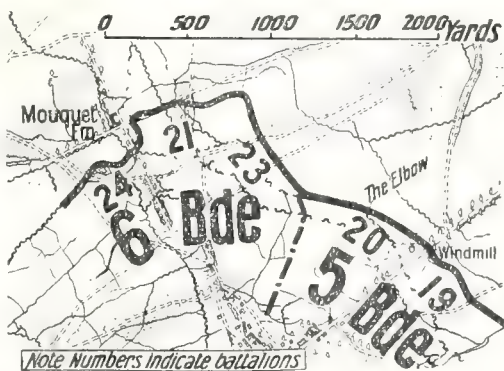 0 500 1000 1500 2000 Yards
Mouquet
Fm
21
24
23
6 Bde
The Elbow
20
Windmill
19
5 Bde
Note Numbers indicate battalions